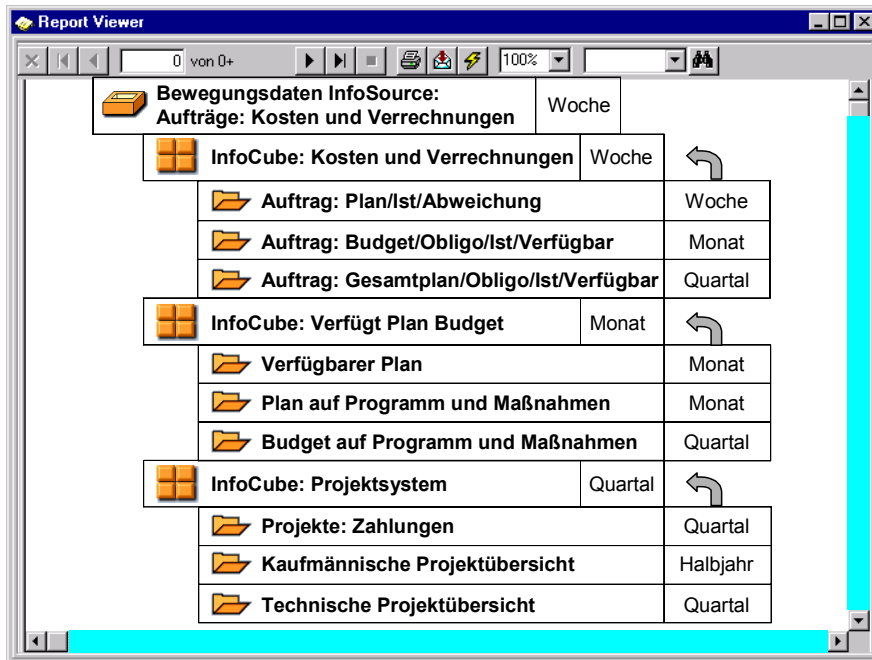 Report Viewer
0 von 0+ 100%
Bewegungsdaten InfoSource:
Aufträge: Kosten und Verrechnungen Woche
InfoCube: Kosten und Verrechnungen Woche
Auftrag: Plan/Ist/Abweichung Woche
Auftrag: Budget/Obligo/Ist/Verfügbar Monat
Auftrag: Gesamtplan/Obligo/Ist/Verfügbar Quartal
InfoCube: Verfügt Plan Budget Monat
Verfügbarer Plan Monat
Plan auf Programm und Maßnahmen Monat
Budget auf Programm und Maßnahmen Quartal
InfoCube: Projektsystem Quartal
Projekte: Zahlungen Quartal
Kaufmännische Projektübersicht Halbjahr
Technische Projektübersicht Quartal